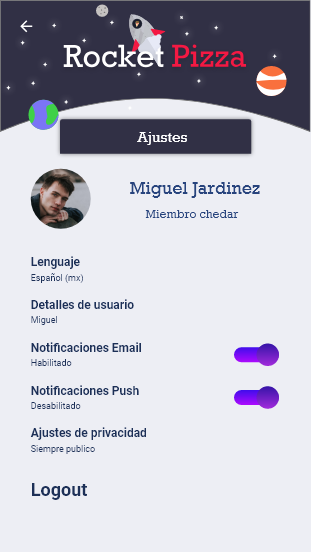 Rocket Pizza
Ajustes
Miguel Jardinez
Miembro chedar
Lenguaje
Español (mx)
Detalles de usuario
Miguel
Notificaciones Email
Habilitado
Notificaciones Push
Desabilitado
Ajustes de privacidad
Siempre publico
Logout